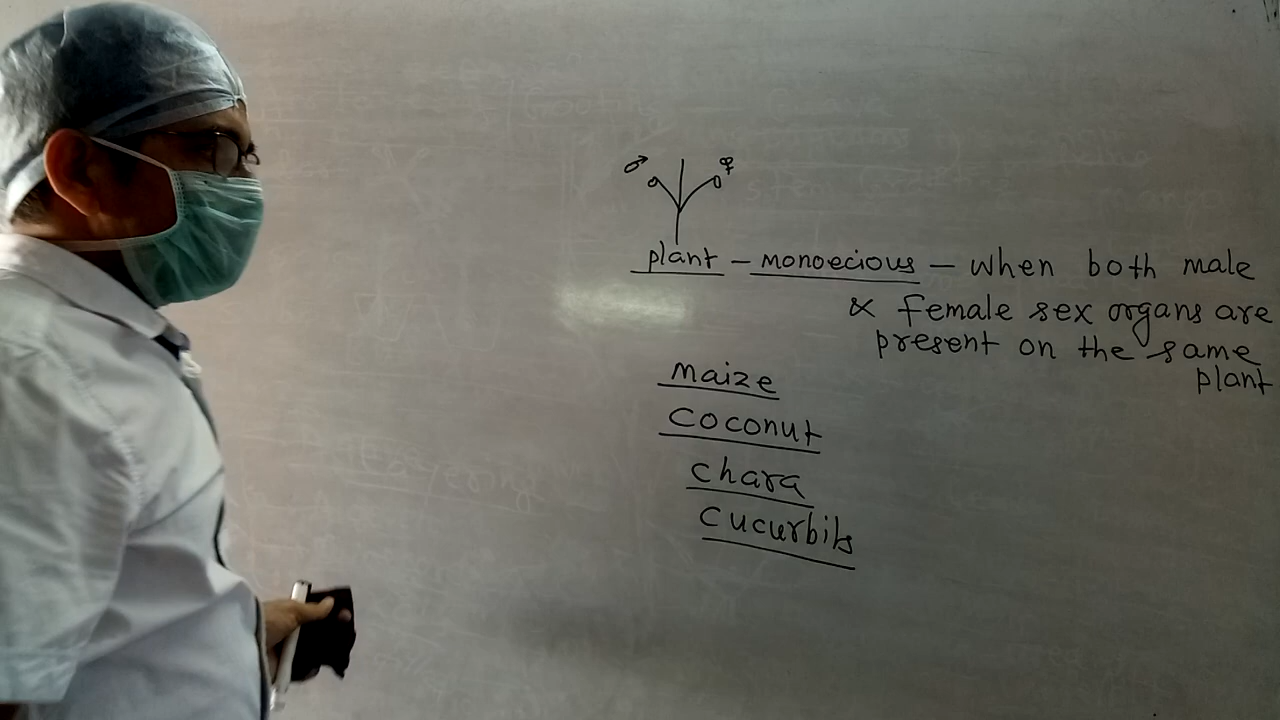 ♂ ♀
plant - monoecious - when both male
& female sex organs are
present on the same
plant
maize
coconut
chara
cucurbits